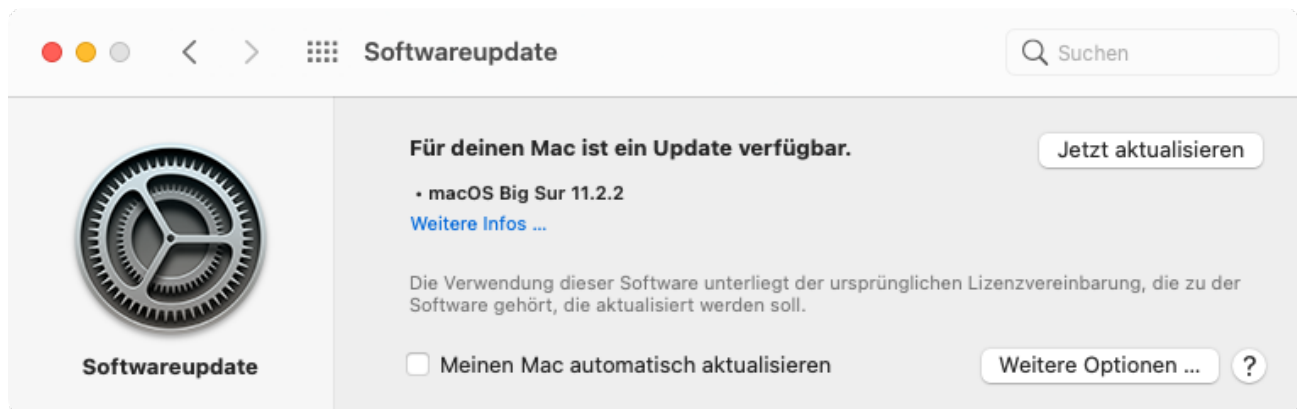 Softwareupdate
Suchen
Für deinen Mac ist ein Update verfügbar.
Jetzt aktualisieren
• macOS Big Sur 11.2.2
Weitere Infos ...
Die Verwendung dieser Software unterliegt der ursprünglichen Lizenzvereinbarung, die zu der
Software gehört, die aktualisiert werden soll.
Softwareupdate
Meinen Mac automatisch aktualisieren
Weitere Optionen ...
?